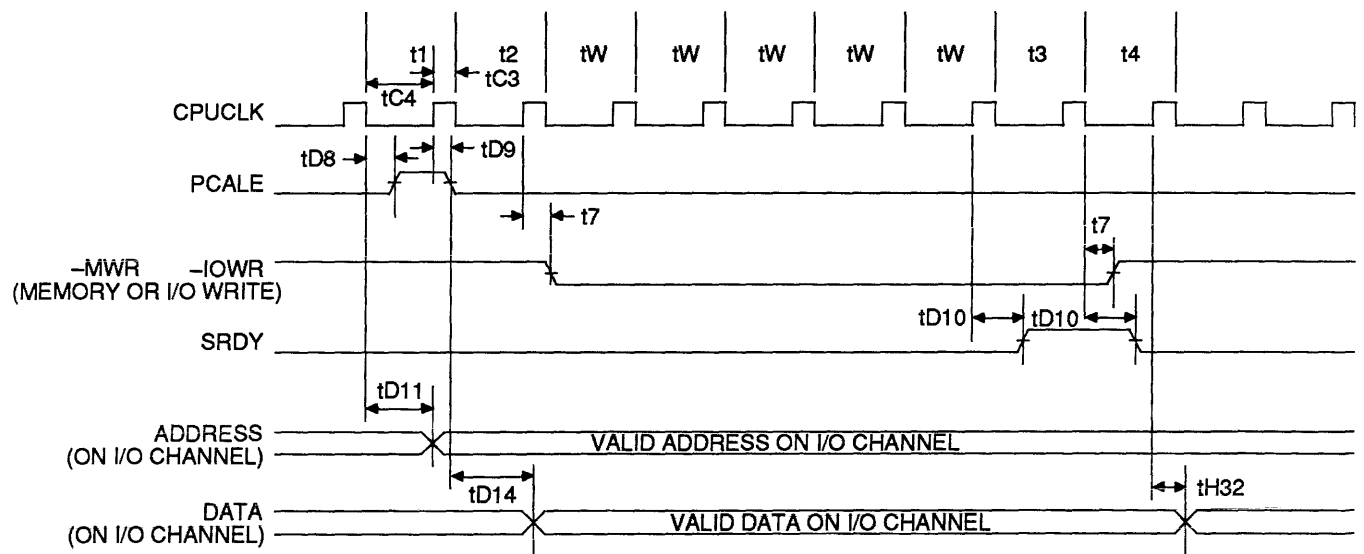 t1 t2 tW tW tW tW tW t3 t4
tC3
tC4
CPUCLK
tD8 tD9
PCALE
t7 t7
–MWR –IOWR
(MEMORY OR I/O WRITE)
tD10 tD10
SRDY
tD11
ADDRESS VALID ADDRESS ON I/O CHANNEL
(ON I/O CHANNEL)
tD14 tH32
DATA VALID DATA ON I/O CHANNEL
(ON I/O CHANNEL)